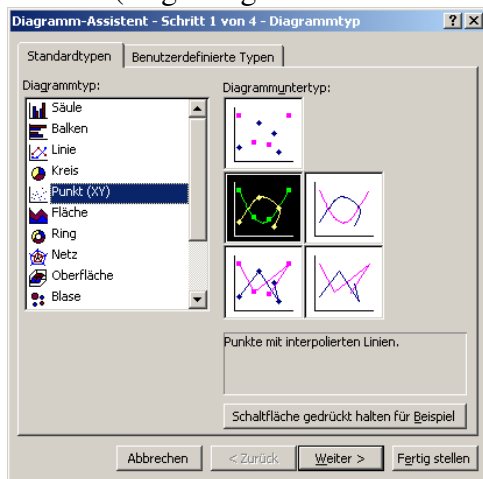 Diagramm-Assistent - Schritt 1 von 4 - Diagrammtyp
Standardtypen
Benutzerdefinierte Typen
Diagrammtyp:
Säule
Balken
Linie
Kreis
Punkt (XY)
Fläche
Ring
Netz
Oberfläche
Blase
Diagrammuntertyp:
Punkte mit interpolierten Linien.
Schaltfläche gedrückt halten für Beispiel
Abbrechen
< Zurück
Weiter >
Fertig stellen